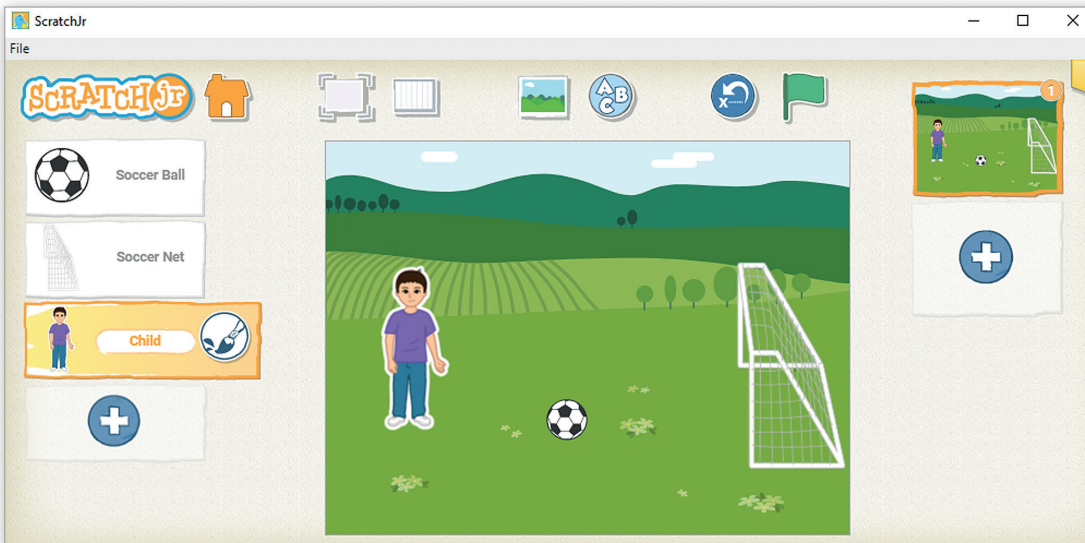 ScratchJr
File
SCRATCHJr
A B
C
X
1
Soccer Ball
Soccer Net
Child